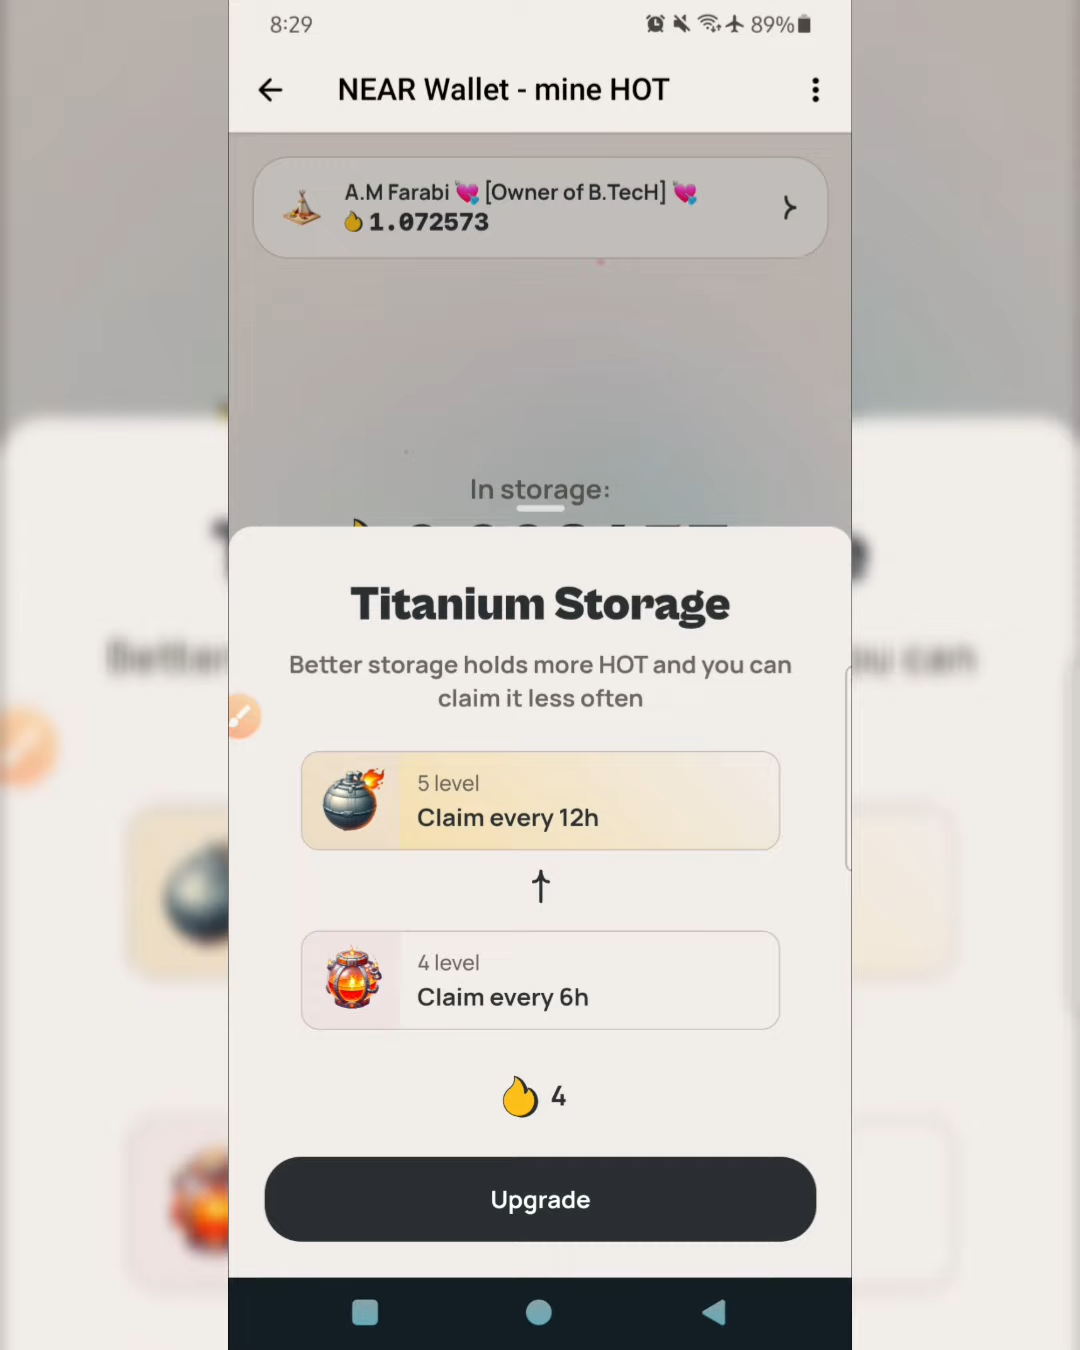 8:29
89%
NEAR Wallet - mine HOT
A.M Farabi 💘 [Owner of B.TecH] 💘
1.072573
In storage:
Titanium Storage
Better storage holds more HOT and you can
claim it less often
5 level
Claim every 12h
4 level
Claim every 6h
4
Upgrade